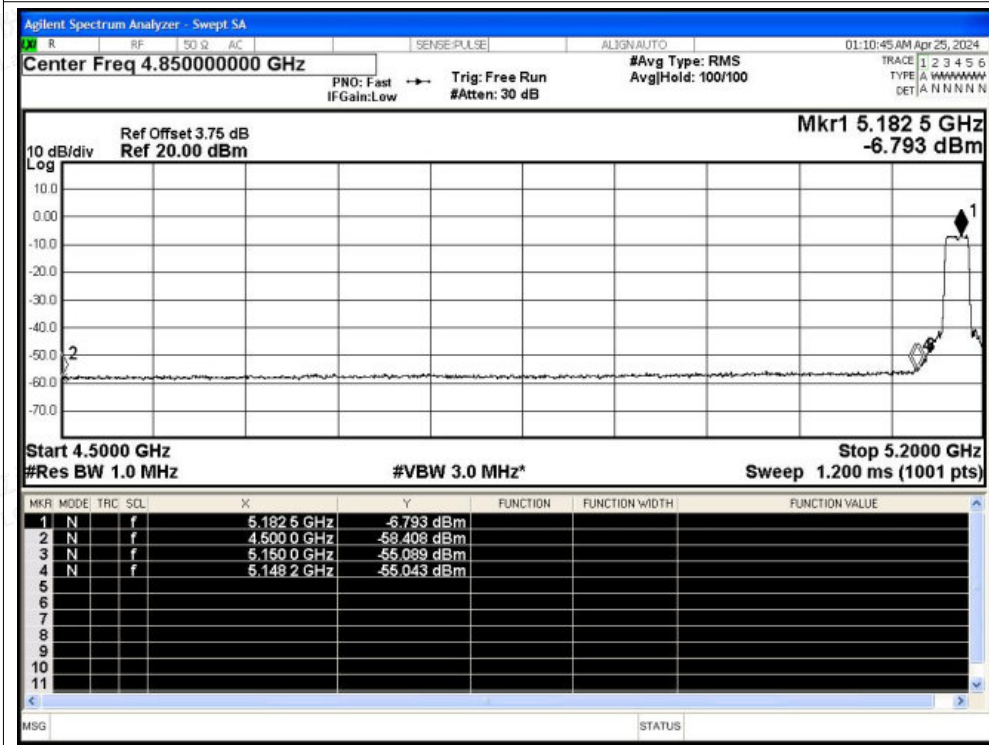 Agilent Spectrum Analyzer - Swept SA
LXI R RF 50 Ω AC SENSE:PULSE ALIGNAUTO 01:10:45 AM Apr 25, 2024
Center Freq 4.850000000 GHz
PNO: Fast
IFGain:Low
Trig: Free Run
#Atten: 30 dB
#Avg Type: RMS
Avg|Hold: 100/100
TRACE 1 2 3 4 5 6
TYPE A WWWWW
DET A N N N N N
Ref Offset 3.75 dB
10 dB/div Ref 20.00 dBm
Log
Mkr1 5.182 5 GHz
-6.793 dBm
10.0
0.00
-10.0
-20.0
-30.0
-40.0
-50.0
-60.0
-70.0
1
2
4
Start 4.5000 GHz Stop 5.2000 GHz
#Res BW 1.0 MHz #VBW 3.0 MHz* Sweep 1.200 ms (1001 pts)
MKR MODE TRC SCL X Y FUNCTION FUNCTION WIDTH FUNCTION VALUE
1 N f 5.182 5 GHz -6.793 dBm
2 N f 4.500 0 GHz -58.408 dBm
3 N f 5.150 0 GHz -55.089 dBm
4 N f 5.148 2 GHz -55.043 dBm
5
6
7
8
9
10
11
MSG STATUS